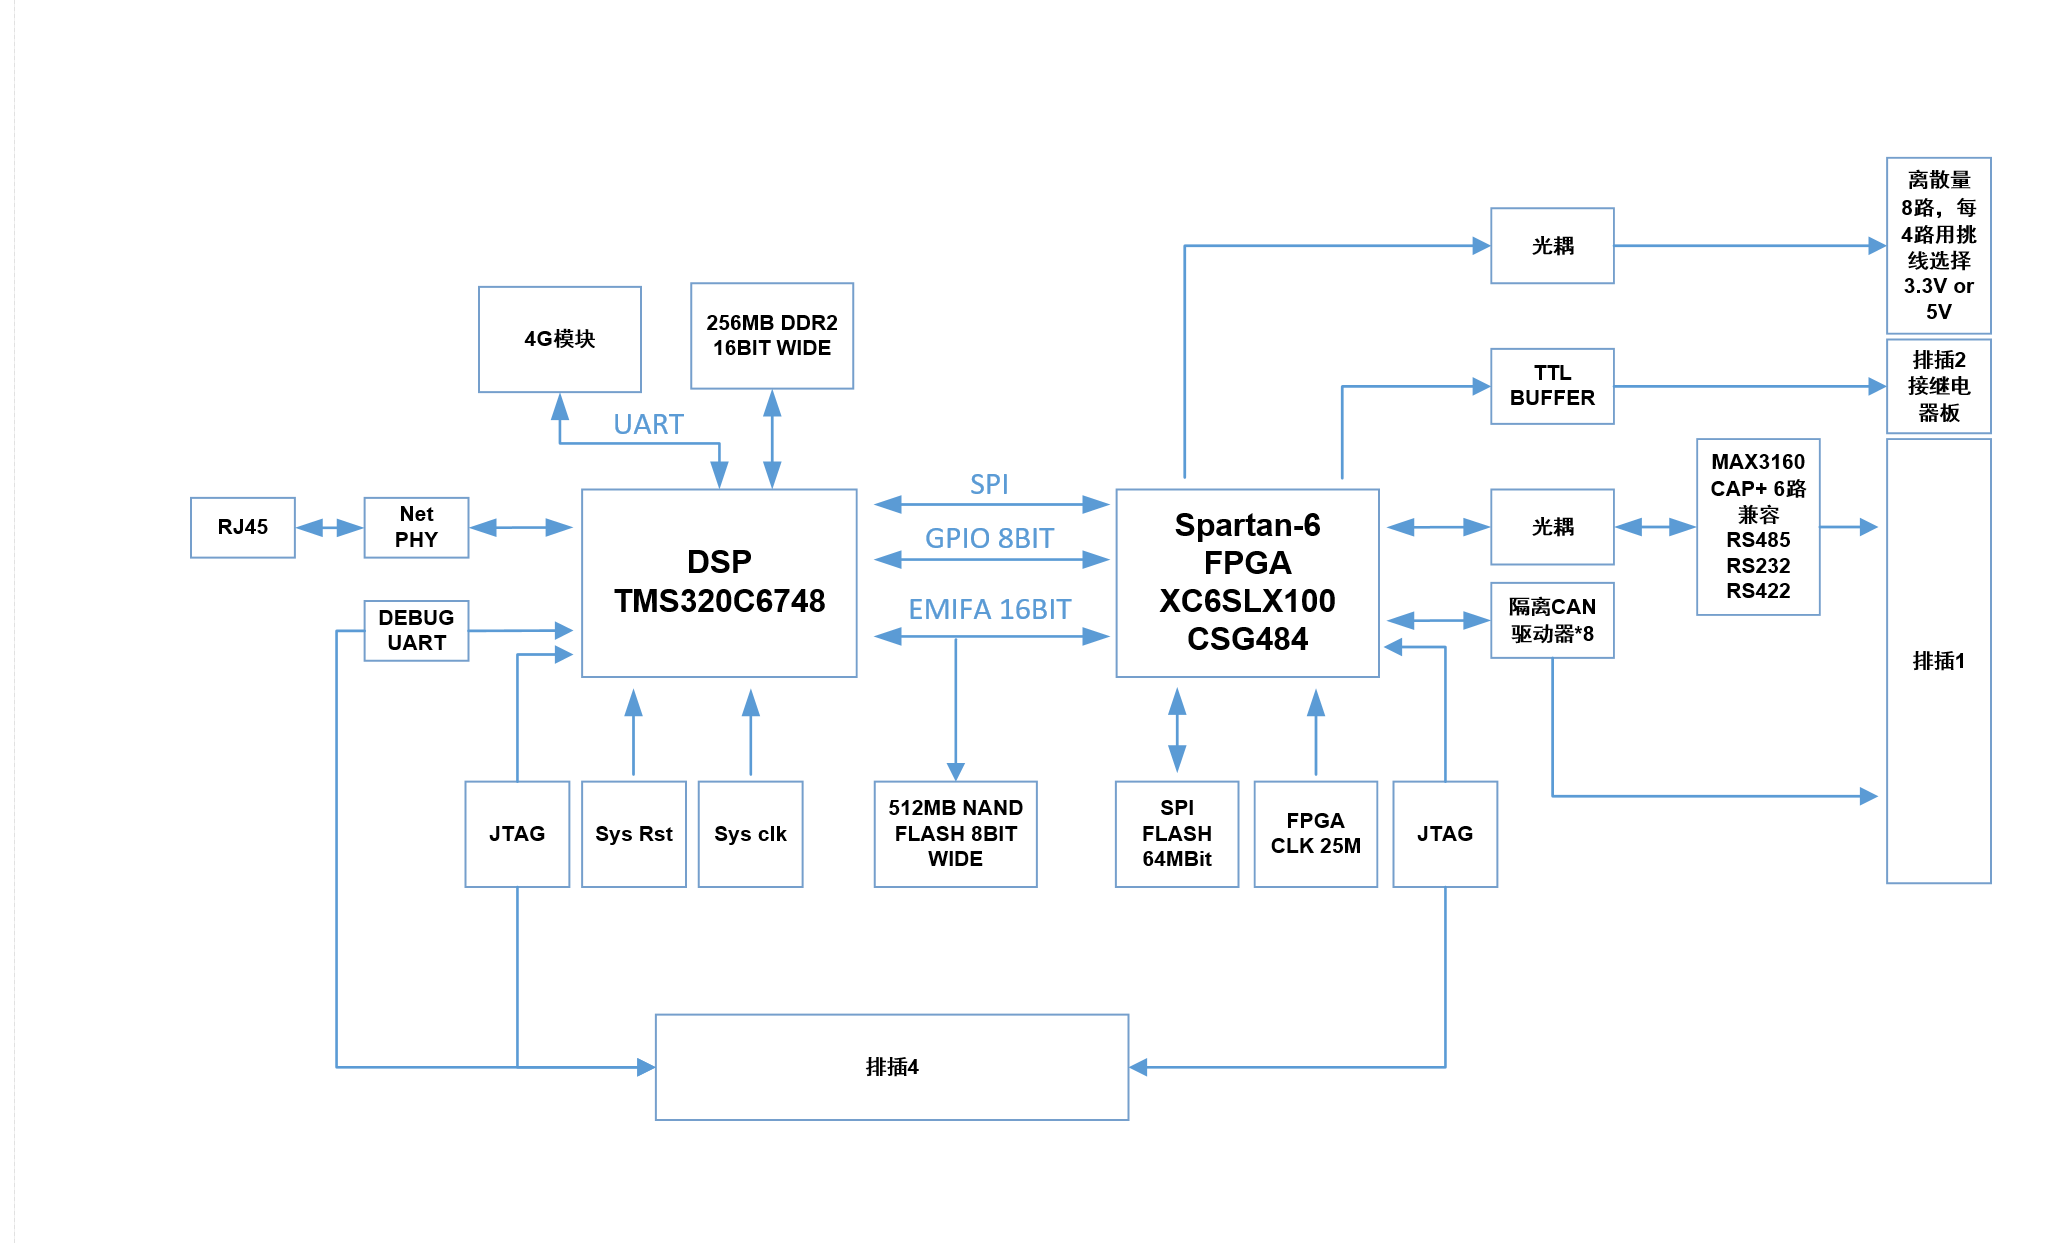 离散量
8路，每
4路用挑
线选择
3.3V or
5V
光耦
4G模块
256MB DDR2
16BIT WIDE
TTL
BUFFER
排插2
接继电
器板
UART
SPI
GPIO 8BIT
EMIFA 16BIT
RJ45
Net
PHY
DEBUG
UART
DSP
TMS320C6748
Spartan-6
FPGA
XC6SLX100
CSG484
光耦
MAX3160
CAP+ 6路
兼容
RS485
RS232
RS422
隔离CAN
驱动器*8
排插1
JTAG
Sys Rst
Sys clk
512MB NAND
FLASH 8BIT
WIDE
SPI
FLASH
64MBit
FPGA
CLK 25M
JTAG
排插4